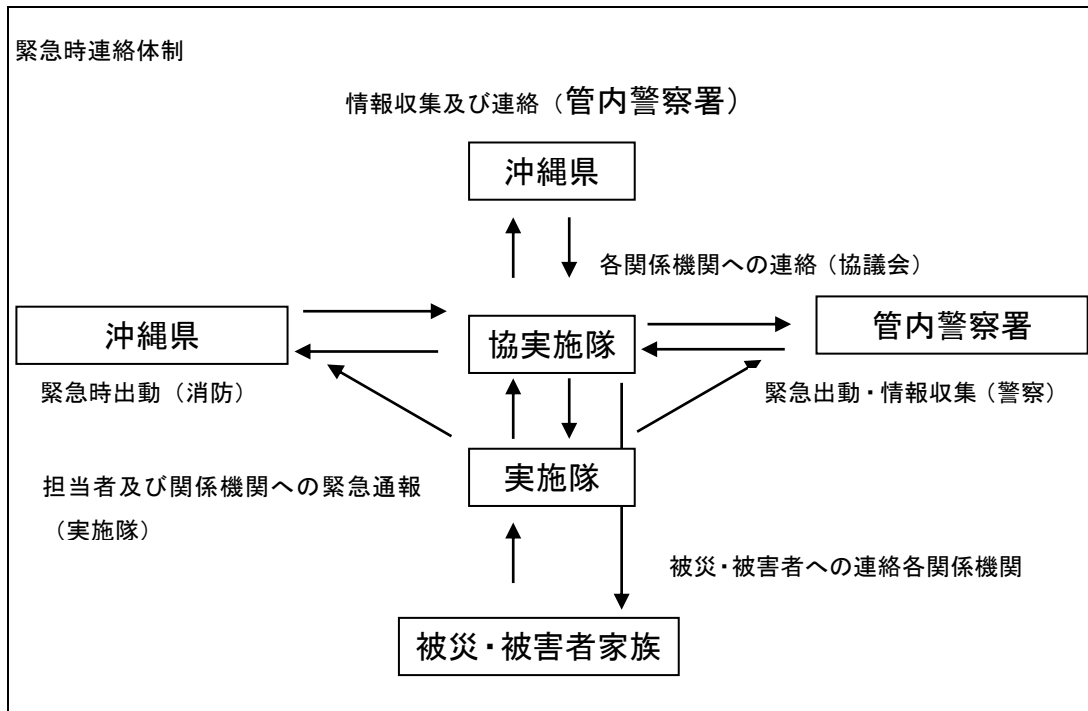 緊急時連絡体制
情報収集及び連絡（管内警察署）
沖縄県
各関係機関への連絡（協議会）
沖縄県
協実施隊
管内警察署
緊急時出動（消防）
緊急出動・情報収集（警察）
実施隊
担当者及び関係機関への緊急通報
（実施隊）
被災・被害者への連絡各関係機関
被災・被害者家族